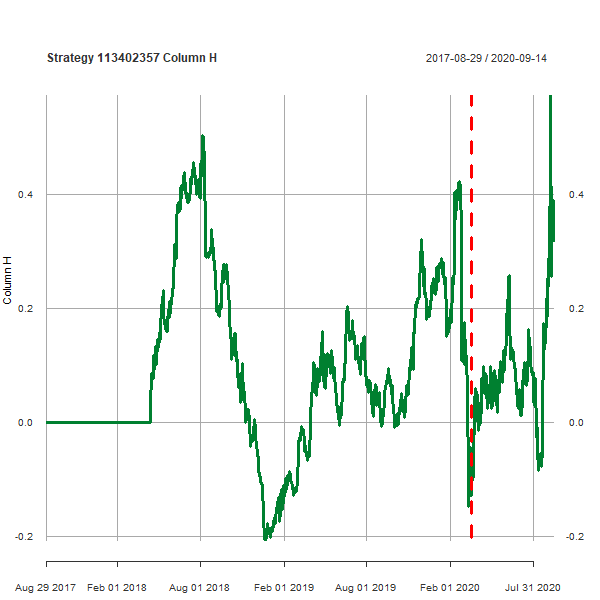 Strategy 113402357 Column H
2017-08-29 / 2020-09-14
Column H
0.4 0.4
0.2 0.2
0.0 0.0
-0.2 -0.2
Aug 29 2017 Feb 01 2018 Aug 01 2018 Feb 01 2019 Aug 01 2019 Feb 01 2020 Jul 31 2020